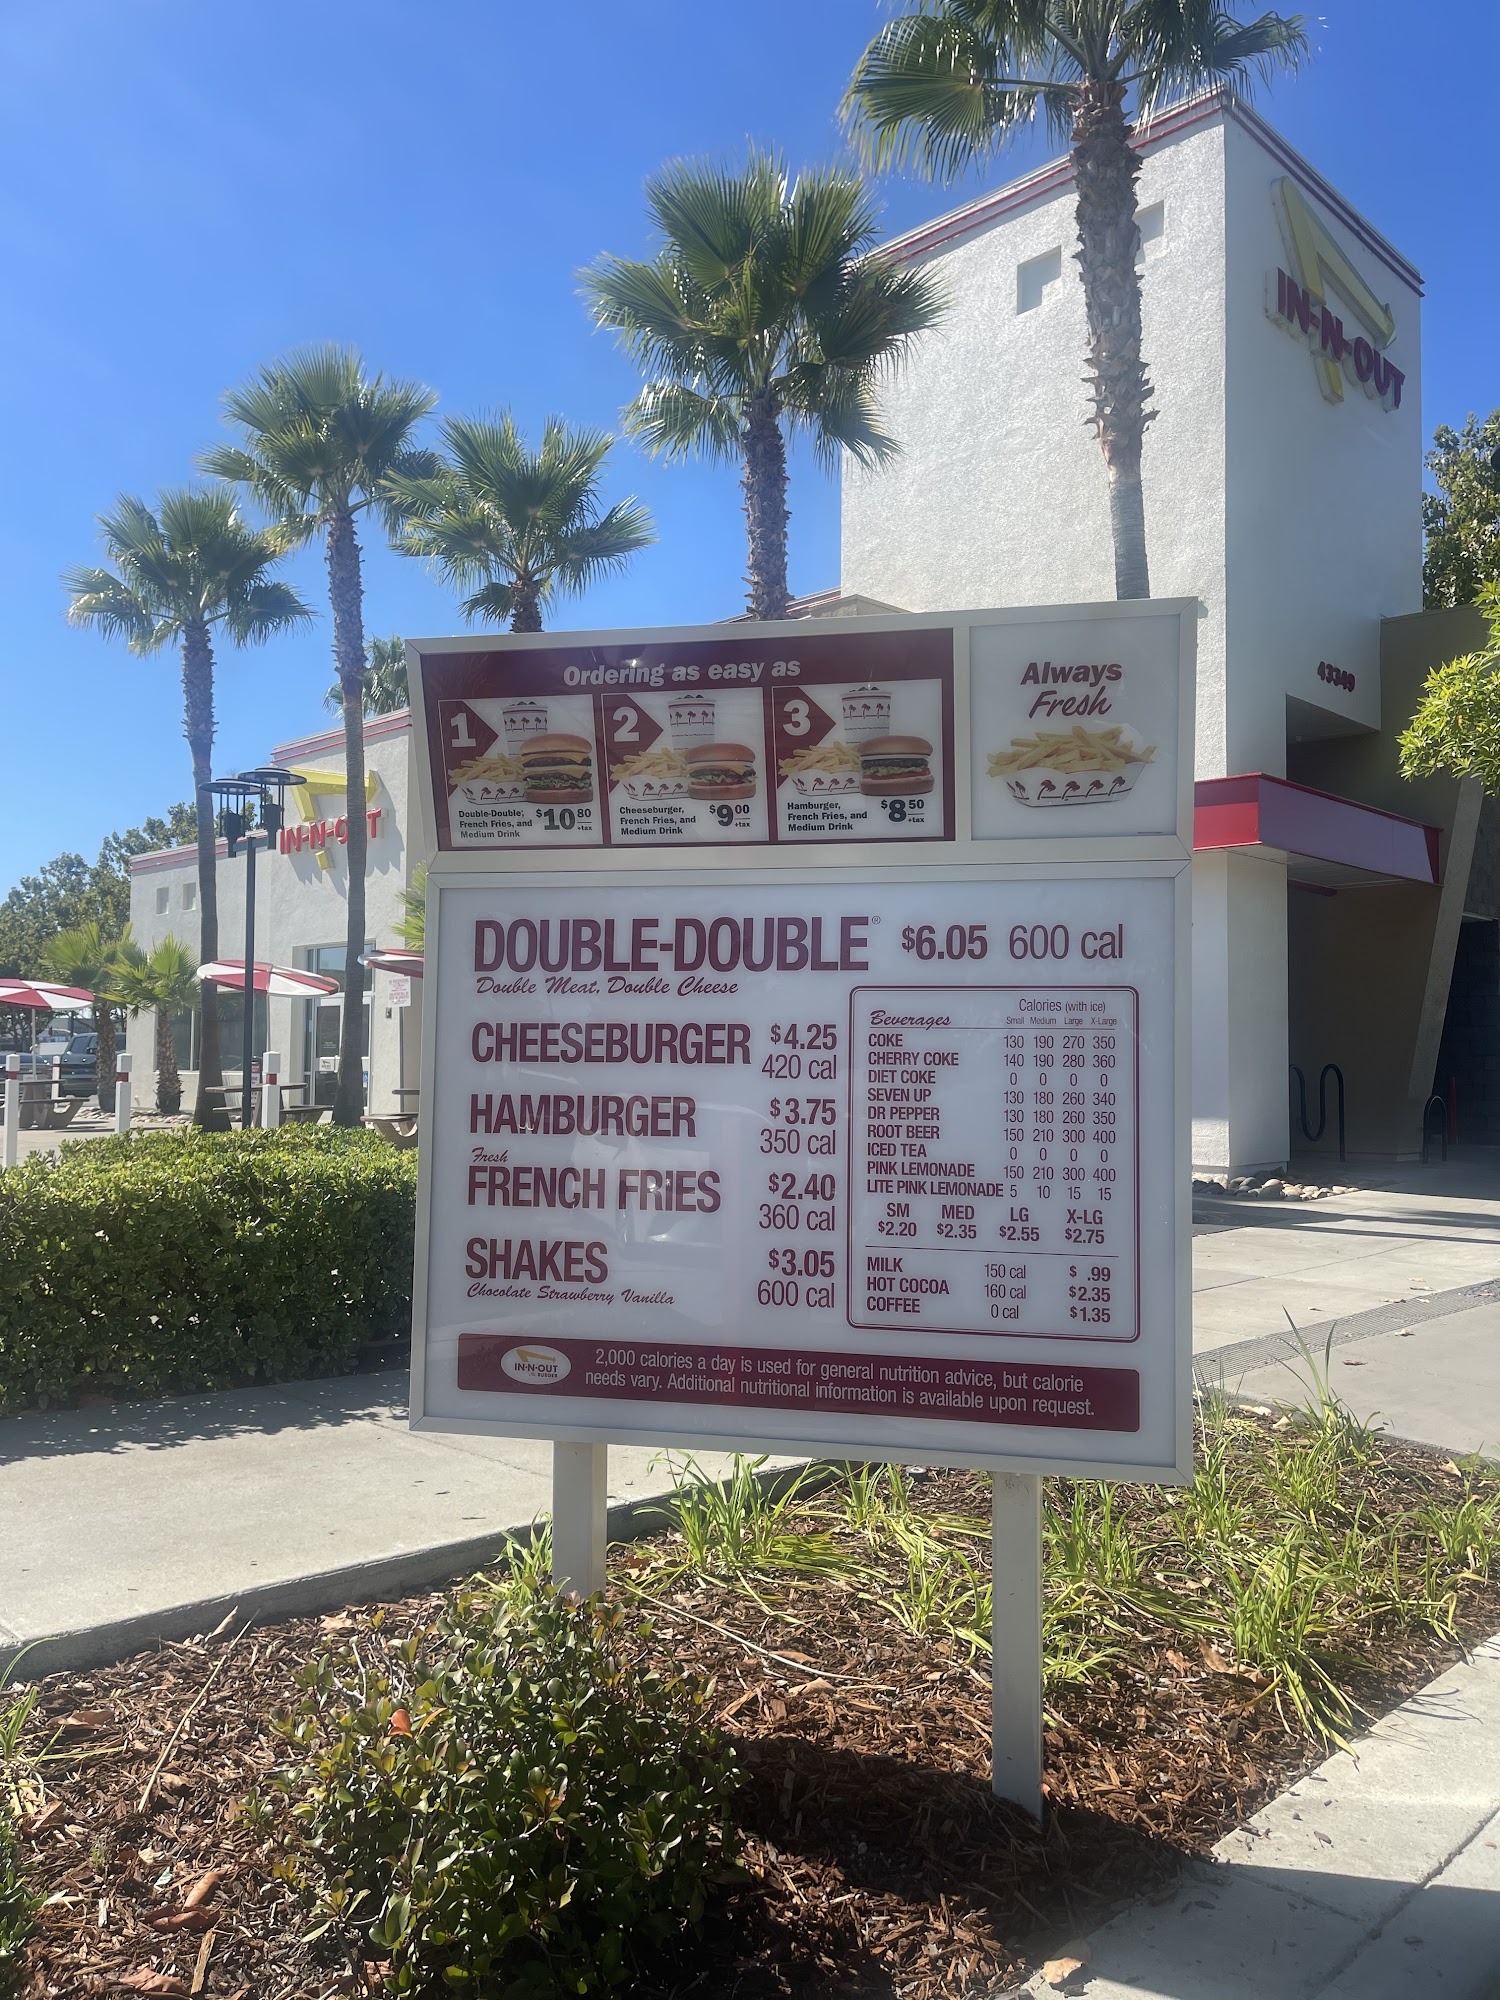 IN-N-OUT
43349
IN-N-OUT
Ordering as easy as
1
Double-Double,
French Fries, and
Medium Drink
$10 80
+tax
2
Cheeseburger,
French Fries, and
Medium Drink
$9 00
+tax
3
Hamburger,
French Fries, and
Medium Drink
$8 50
+tax
Always
Fresh
DOUBLE-DOUBLE® $6.05 600 cal
Double Meat, Double Cheese
CHEESEBURGER $4.25
420 cal
HAMBURGER $3.75
350 cal
Fresh
FRENCH FRIES $2.40
360 cal
SHAKES $3.05
Chocolate Strawberry Vanilla 600 cal
Calories (with ice)
Beverages Small Medium Large X-Large
COKE 130 190 270 350
CHERRY COKE 140 190 280 360
DIET COKE 0 0 0 0
SEVEN UP 130 180 260 340
DR PEPPER 130 180 260 350
ROOT BEER 150 210 300 400
ICED TEA 0 0 0 0
PINK LEMONADE 150 210 300 400
LITE PINK LEMONADE 5 10 15 15
SM MED LG X-LG
$2.20 $2.35 $2.55 $2.75
MILK 150 cal $ .99
HOT COCOA 160 cal $2.35
COFFEE 0 cal $1.35
IN-N-OUT
BURGER
2,000 calories a day is used for general nutrition advice, but calorie
needs vary. Additional nutritional information is available upon request.